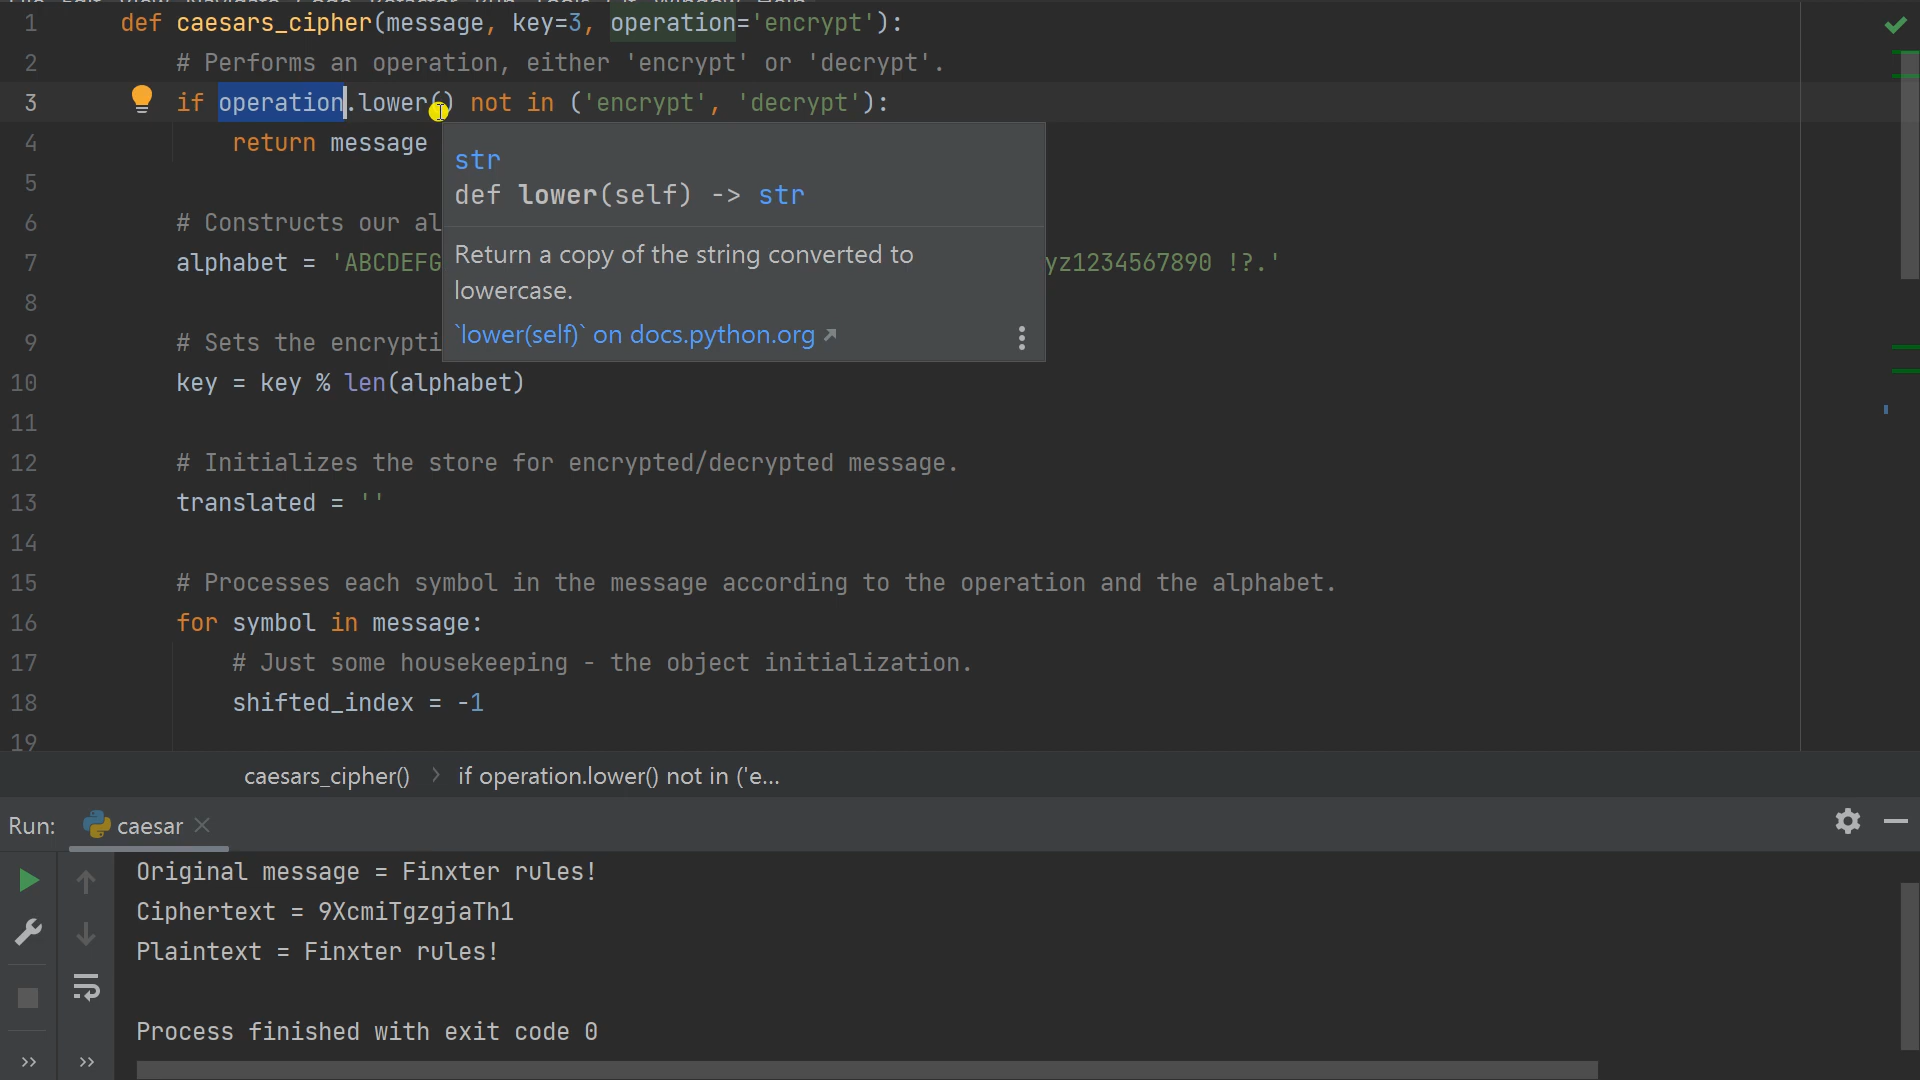 1 def caesars_cipher(message, key=3, operation='encrypt'):
2 # Performs an operation, either 'encrypt' or 'decrypt'.
3 if operation.lower() not in ('encrypt', 'decrypt'):
4 return message
str
def lower(self) -> str
Return a copy of the string converted to
lowercase.
`lower(self)` on docs.python.org
5
6 # Constructs our al
7 alphabet = 'ABCDEFG yz1234567890 !?.'
8
9 # Sets the encrypti
10 key = key % len(alphabet)
11
12 # Initializes the store for encrypted/decrypted message.
13 translated = ''
14
15 # Processes each symbol in the message according to the operation and the alphabet.
16 for symbol in message:
17 # Just some housekeeping - the object initialization.
18 shifted_index = -1
19
caesars_cipher() › if operation.lower() not in ('e...
Run: caesar
Original message = Finxter rules!
Ciphertext = 9XcmiTgzgjaTh1
Plaintext = Finxter rules!
Process finished with exit code 0